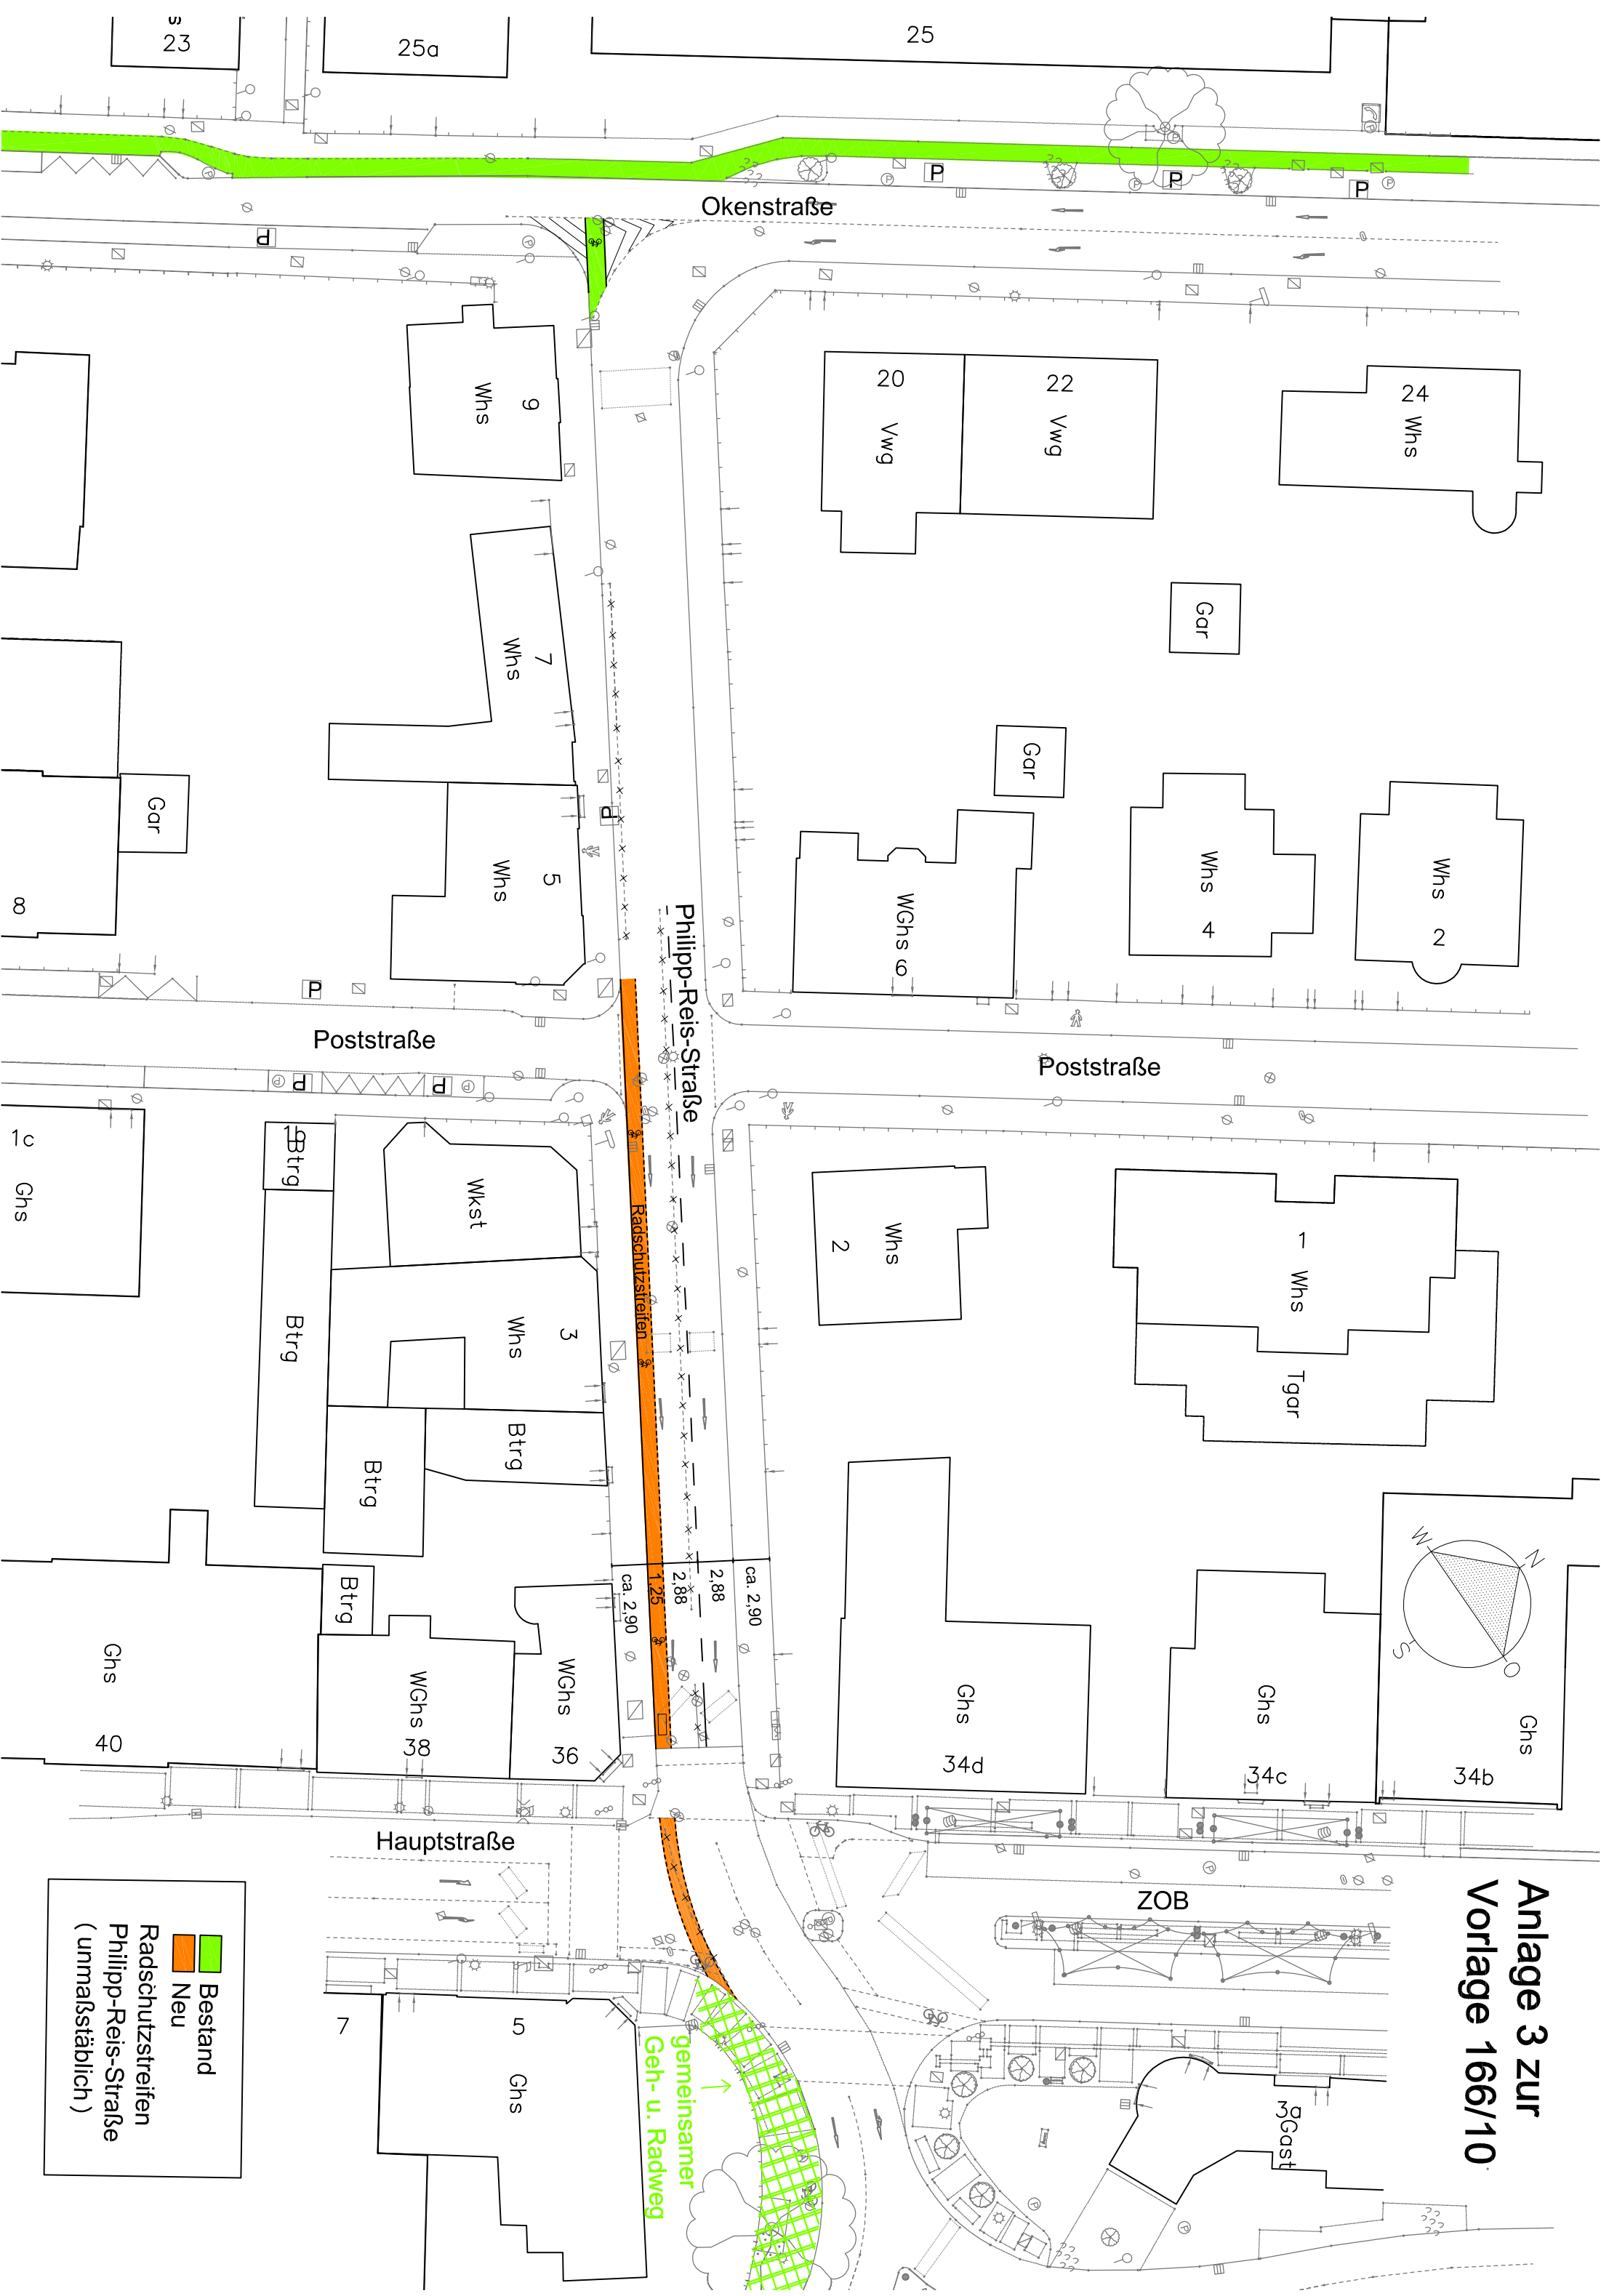 23
25a
25
P
P
P
Okenstraße
P
9
Whs
20
Vwg
22
Vwg
24
Whs
Gar
7
Whs
Gar
Gar
P
5
Whs
8
WGhs
6
Whs
4
Whs
2
Philipp-Reis-Straße
P
Poststraße
Poststraße
P
P
1c
Ghs
Btrg
Wkst
Radschutzstreifen
2
Whs
1
Whs
Tgar
Btrg
3
Whs
Btrg
Btrg
Btrg
ca. 2,90
1,25
2,88
2,88
ca. 2,90
N
W
S
O
Ghs
40
WGhs
38
WGhs
36
Ghs
34d
Ghs
34c
Ghs
34b
Hauptstraße
ZOB
Anlage 3 zur
Vorlage 166/10
Bestand
Neu
Radschutzstreifen
Philipp-Reis-Straße
( unmaßstäblich )
7
5
Ghs
gemeinsamer
Geh- u. Radweg
3a
Gast